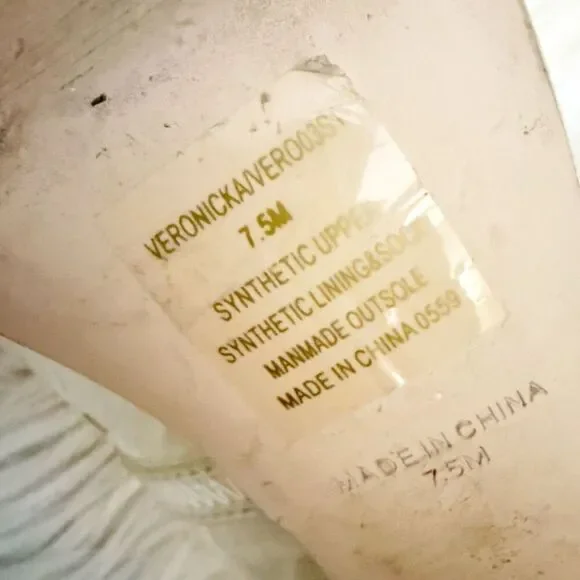 VERONICKA/VERO03S1
7.5M
SYNTHETIC UPPER
SYNTHETIC LINING&SOCK
MANMADE OUTSOLE
MADE IN CHINA 0559
MADE IN CHINA
7.5M